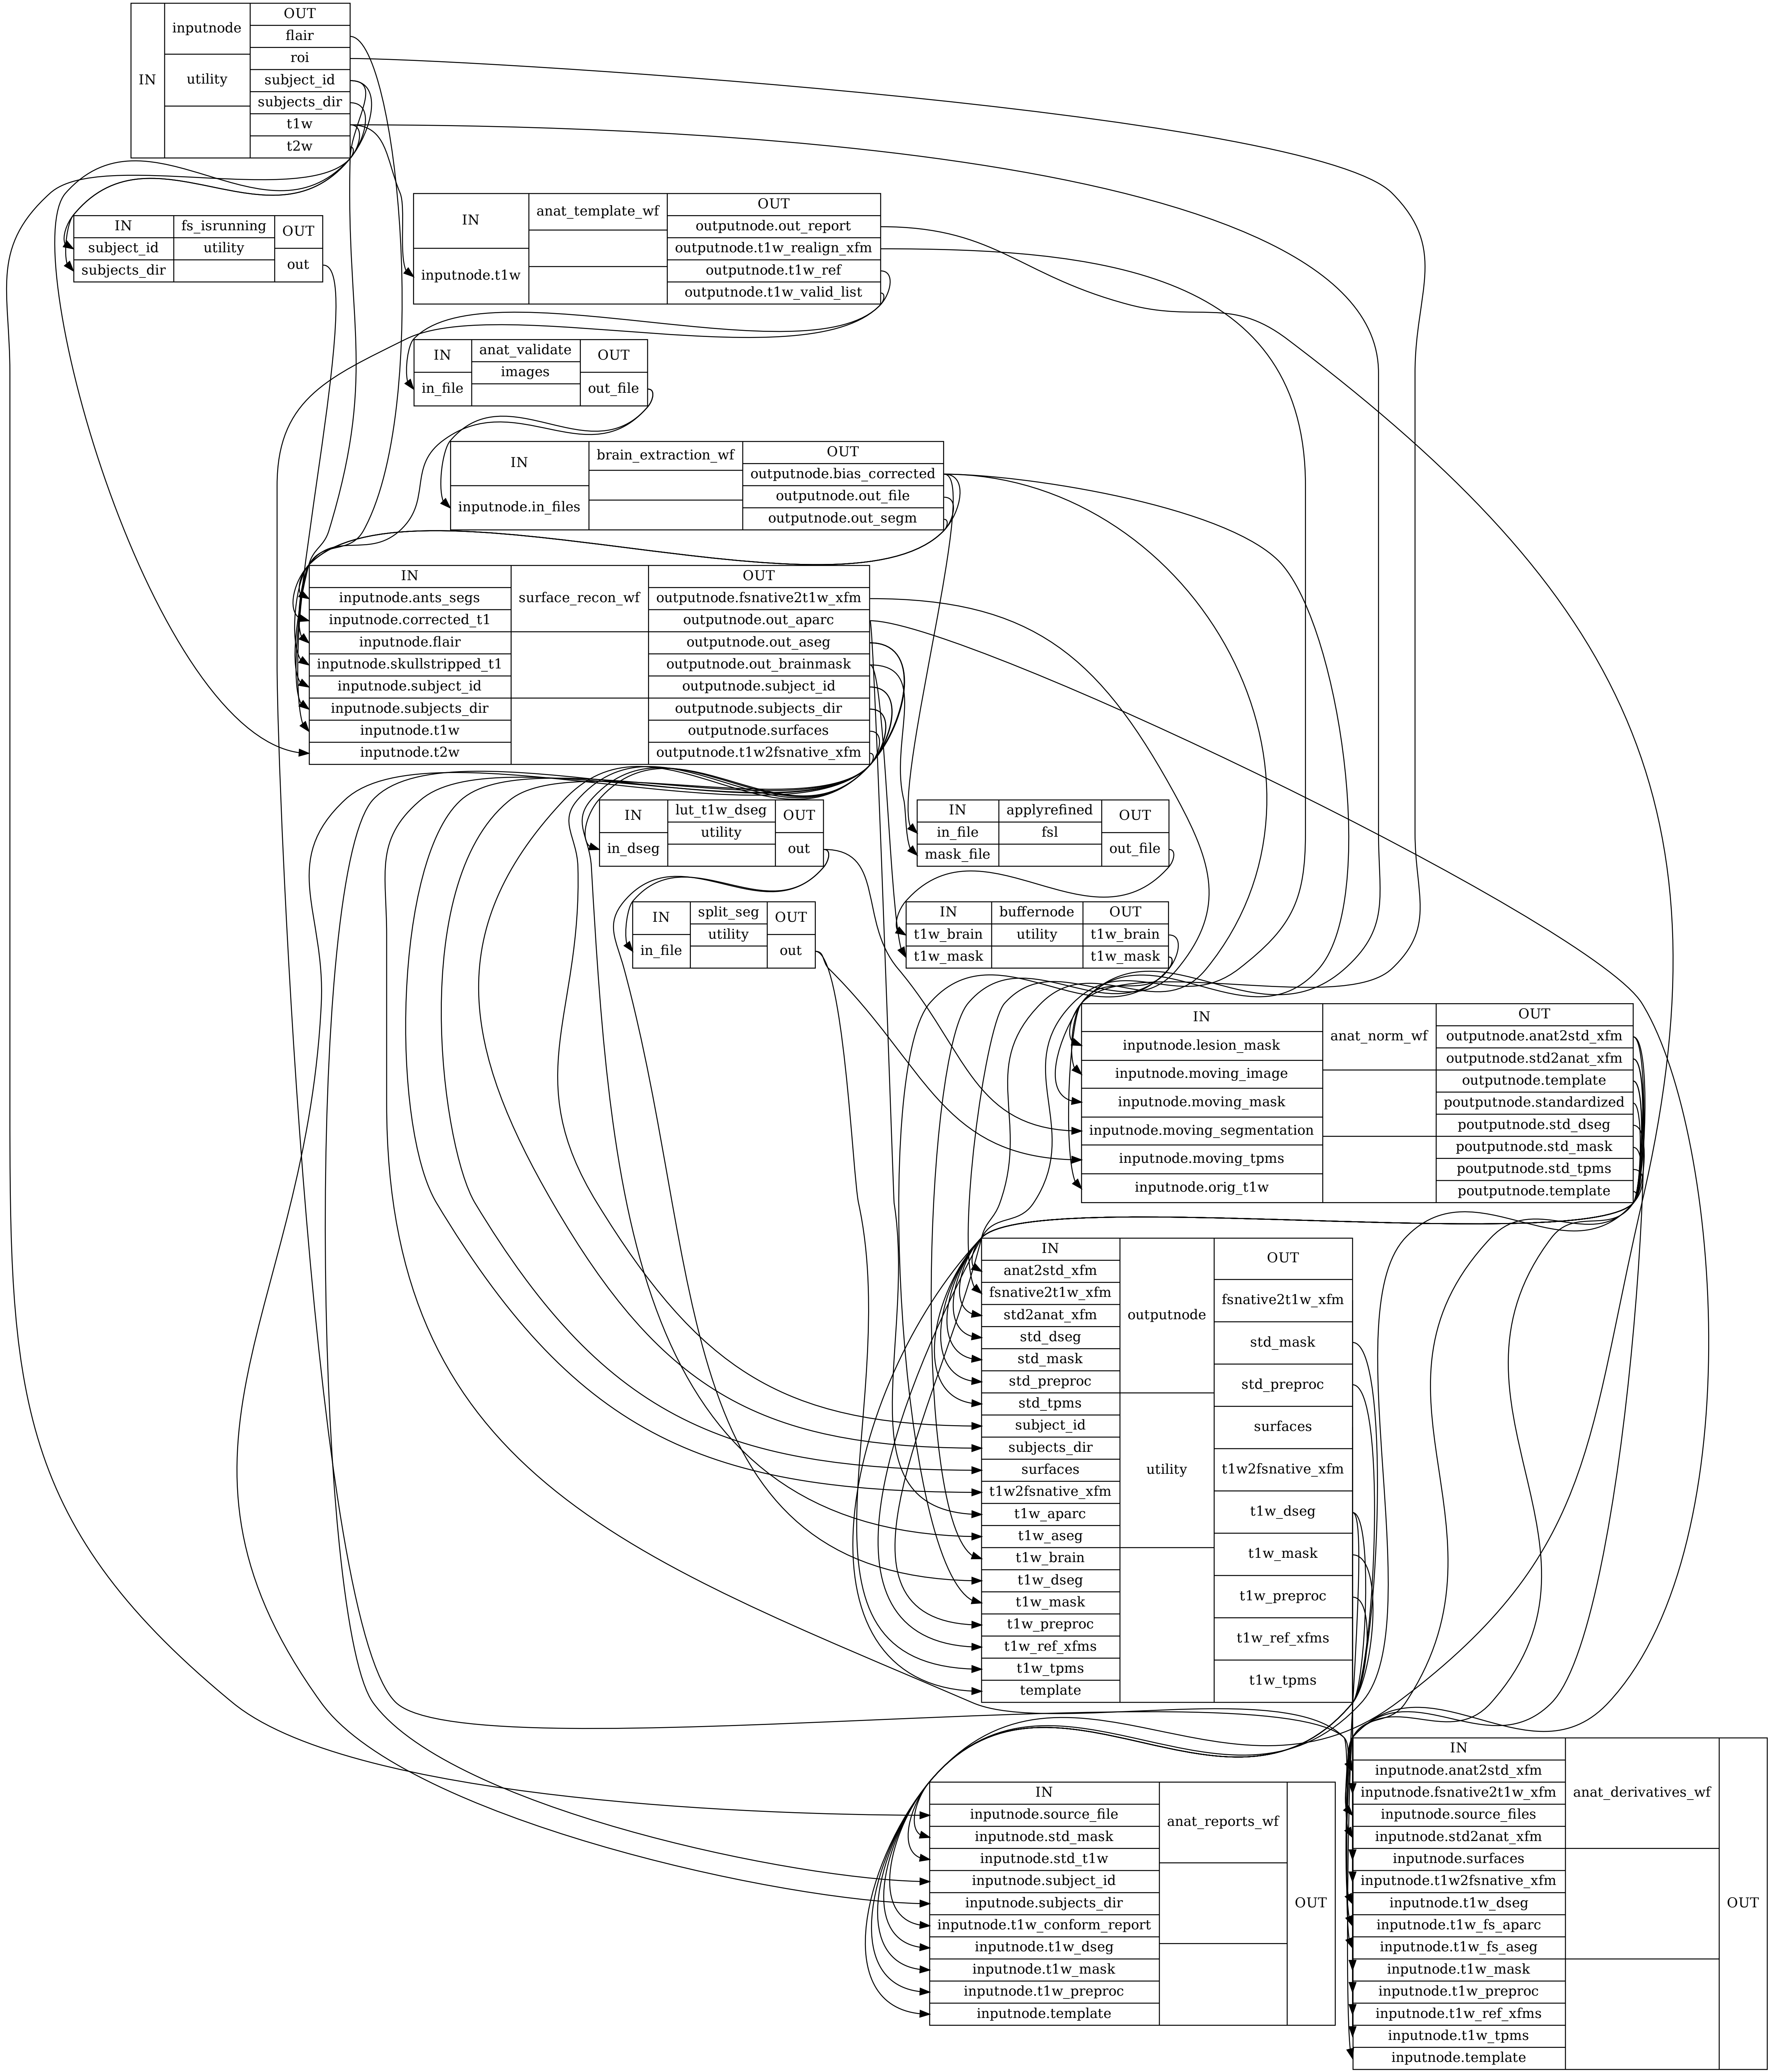 IN
inputnode
utility
OUT
flair
roi
subject_id
subjects_dir
t1w
t2w
IN
subject_id
subjects_dir
fs_isrunning
utility
OUT
out
IN
inputnode.t1w
anat_template_wf
OUT
outputnode.out_report
outputnode.t1w_realign_xfm
outputnode.t1w_ref
outputnode.t1w_valid_list
IN
in_file
anat_validate
images
OUT
out_file
IN
inputnode.in_files
brain_extraction_wf
OUT
outputnode.bias_corrected
outputnode.out_file
outputnode.out_segm
IN
inputnode.ants_segs
inputnode.corrected_t1
inputnode.flair
inputnode.skullstripped_t1
inputnode.subject_id
inputnode.subjects_dir
inputnode.t1w
inputnode.t2w
surface_recon_wf
OUT
outputnode.fsnative2t1w_xfm
outputnode.out_aparc
outputnode.out_aseg
outputnode.out_brainmask
outputnode.subject_id
outputnode.subjects_dir
outputnode.surfaces
outputnode.t1w2fsnative_xfm
IN
in_dseg
lut_t1w_dseg
utility
OUT
out
IN
in_file
mask_file
applyrefined
fsl
OUT
out_file
IN
in_file
split_seg
utility
OUT
out
IN
t1w_brain
t1w_mask
buffernode
utility
OUT
t1w_brain
t1w_mask
IN
inputnode.lesion_mask
inputnode.moving_image
inputnode.moving_mask
inputnode.moving_segmentation
inputnode.moving_tpms
inputnode.orig_t1w
anat_norm_wf
OUT
outputnode.anat2std_xfm
outputnode.std2anat_xfm
outputnode.template
poutputnode.standardized
poutputnode.std_dseg
poutputnode.std_mask
poutputnode.std_tpms
poutputnode.template
IN
anat2std_xfm
fsnative2t1w_xfm
std2anat_xfm
std_dseg
std_mask
std_preproc
std_tpms
subject_id
subjects_dir
surfaces
t1w2fsnative_xfm
t1w_aparc
t1w_aseg
t1w_brain
t1w_dseg
t1w_mask
t1w_preproc
t1w_ref_xfms
t1w_tpms
template
outputnode
utility
OUT
fsnative2t1w_xfm
std_mask
std_preproc
surfaces
t1w2fsnative_xfm
t1w_dseg
t1w_mask
t1w_preproc
t1w_ref_xfms
t1w_tpms
IN
inputnode.source_file
inputnode.std_mask
inputnode.std_t1w
inputnode.subject_id
inputnode.subjects_dir
inputnode.t1w_conform_report
inputnode.t1w_dseg
inputnode.t1w_mask
inputnode.t1w_preproc
inputnode.template
anat_reports_wf
OUT
IN
inputnode.anat2std_xfm
inputnode.fsnative2t1w_xfm
inputnode.source_files
inputnode.std2anat_xfm
inputnode.surfaces
inputnode.t1w2fsnative_xfm
inputnode.t1w_dseg
inputnode.t1w_fs_aparc
inputnode.t1w_fs_aseg
inputnode.t1w_mask
inputnode.t1w_preproc
inputnode.t1w_ref_xfms
inputnode.t1w_tpms
inputnode.template
anat_derivatives_wf
OUT